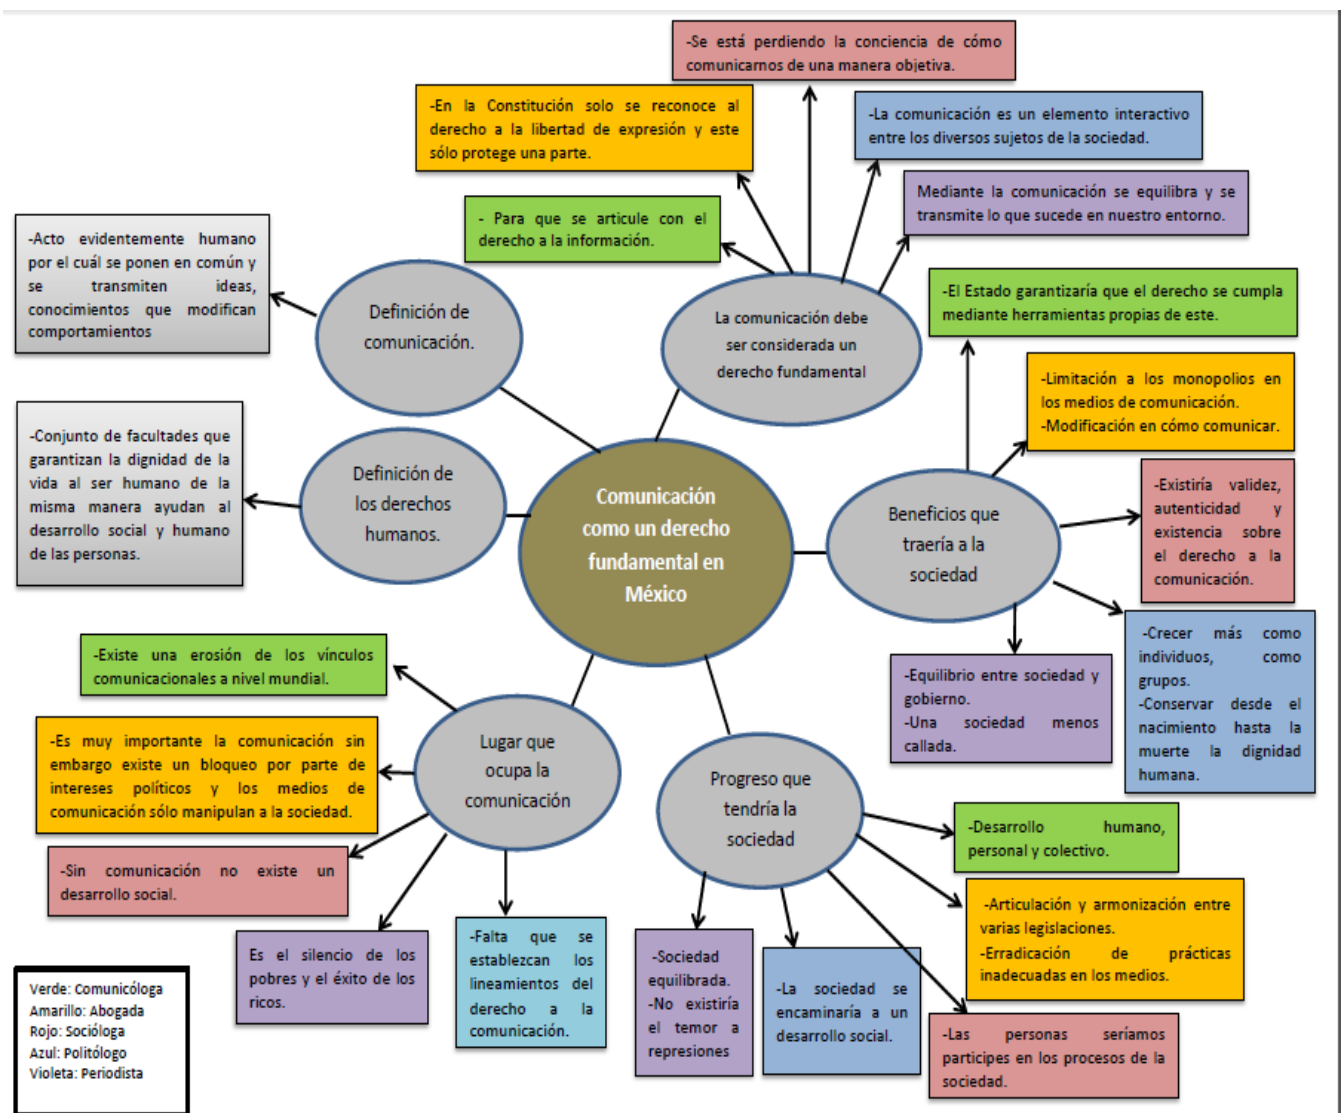 -Se está perdiendo la conciencia de cómo
comunicarnos de una manera objetiva.
-En la Constitución solo se reconoce al
derecho a la libertad de expresión y este
sólo protege una parte.
-La comunicación es un elemento interactivo
entre los diversos sujetos de la sociedad.
Mediante la comunicación se equilibra y se
transmite lo que sucede en nuestro entorno.
- Para que se articule con el
derecho a la información.
-Acto evidentemente humano
por el cuál se ponen en común y
se transmiten ideas,
conocimientos que modifican
comportamientos
Definición de
comunicación.
La comunicación debe
ser considerada un
derecho fundamental
-El Estado garantizaría que el derecho se cumpla
mediante herramientas propias de este.
-Limitación a los monopolios en
los medios de comunicación.
-Modificación en cómo comunicar.
-Conjunto de facultades que
garantizan la dignidad de la
vida al ser humano de la
misma manera ayudan al
desarrollo social y humano
de las personas.
Definición de
los derechos
humanos.
Comunicación
como un derecho
fundamental en
México
Beneficios que
traería a la
sociedad
-Existiría validez,
autenticidad y
existencia sobre
el derecho a la
comunicación.
-Crecer más como
individuos, como
grupos.
-Conservar desde el
nacimiento hasta la
muerte la dignidad
humana.
-Equilibrio entre sociedad y
gobierno.
-Una sociedad menos
callada.
-Existe una erosión de los vínculos
comunicacionales a nivel mundial.
-Es muy importante la comunicación sin
embargo existe un bloqueo por parte de
intereses políticos y los medios de
comunicación sólo manipulan a la sociedad.
Lugar que
ocupa la
comunicación
Progreso que
tendría la
sociedad
-Sin comunicación no existe un
desarrollo social.
Es el silencio de los
pobres y el éxito de los
ricos.
-Falta que se
establezcan los
lineamientos del
derecho a la
comunicación.
-Sociedad
equilibrada.
-No existiría
el temor a
represiones
-La sociedad se
encaminaría a un
desarrollo social.
-Desarrollo humano,
personal y colectivo.
-Articulación y armonización entre
varias legislaciones.
-Erradicación de prácticas
inadecuadas en los medios.
-Las personas seríamos
participes en los procesos de la
sociedad.
Verde: Comunicóloga
Amarillo: Abogada
Rojo: Socióloga
Azul: Politólogo
Violeta: Periodista